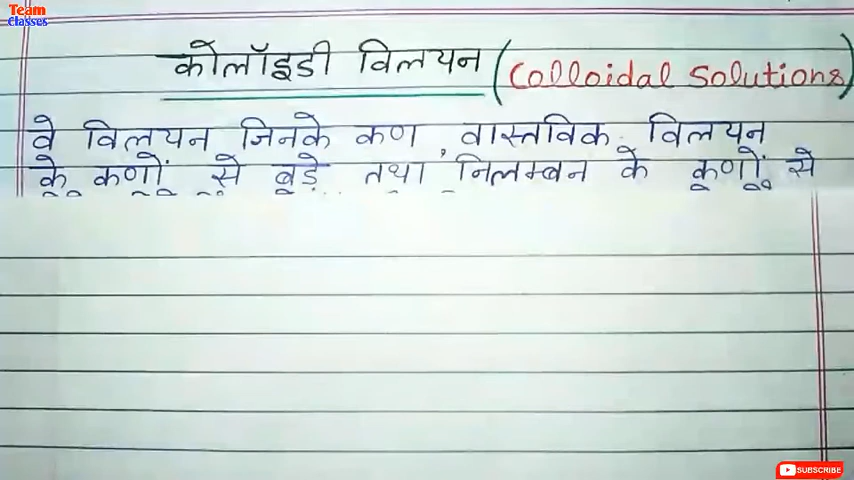 Team
Classes
कोलॉइडी विलयन (Colloidal Solutions)
वे विलयन जिनके कण, वास्तविक विलयन
के कणों से बड़े तथा निलम्बन के कणों से
SUBSCRIBE